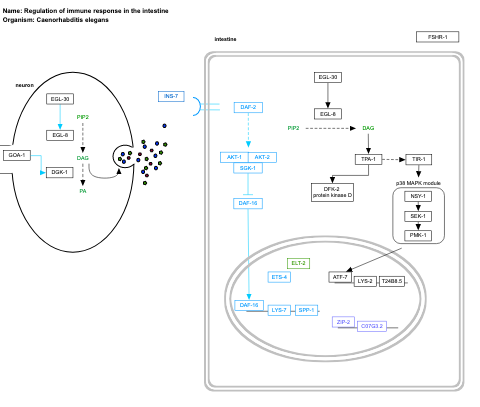 Name: Regulation of immune response in the intestine
Organism: Caenorhabditis elegans
FSHR-1
intestine
neuron
EGL-30
PIP2
EGL-8
GOA-1
DAG
DGK-1
PA
INS-7
DAF-2
AKT-1 AKT-2
SGK-1
DAF-16
EGL-30
EGL-8
PIP2
DAG
TPA-1
TIR-1
DFK-2
protein kinase D
p38 MAPK module
NSY-1
SEK-1
PMK-1
ELT-2
ETS-4
ATF-7
LYS-2 T24B8.5
DAF-16
LYS-7 SPP-1
ZIP-2
C07G3.2